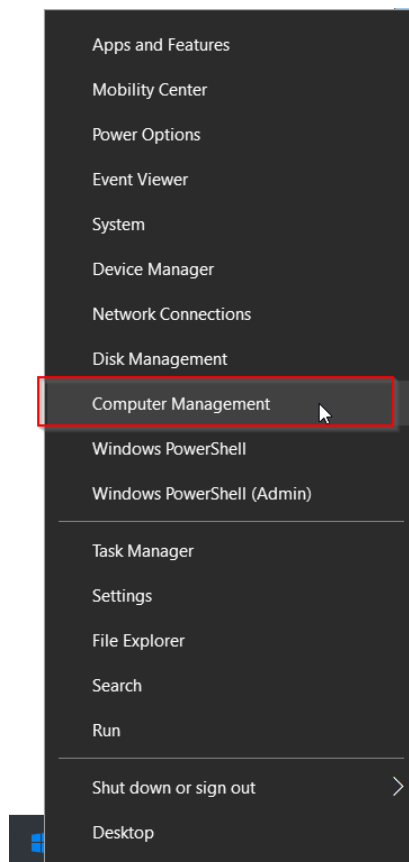 Apps and Features
Mobility Center
Power Options
Event Viewer
System
Device Manager
Network Connections
Disk Management
Computer Management
Windows PowerShell
Windows PowerShell (Admin)
Task Manager
Settings
File Explorer
Search
Run
Shut down or sign out
Desktop